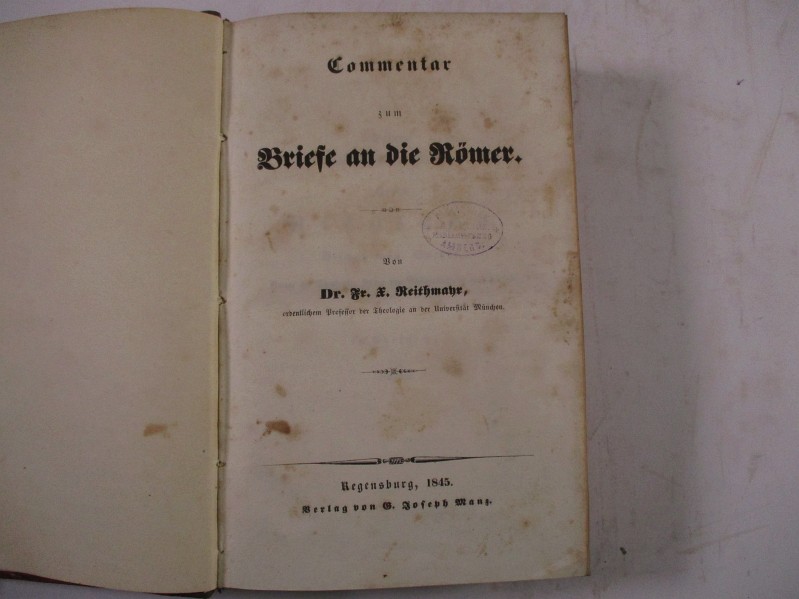 Commentar
zum
Briefe an die Römer.
Von
Dr. Fr. X. Reithmayr,
ordentlichem Professor der Theologie an der Universität München.
Regensburg, 1845.
Verlag von G. Joseph Manz.